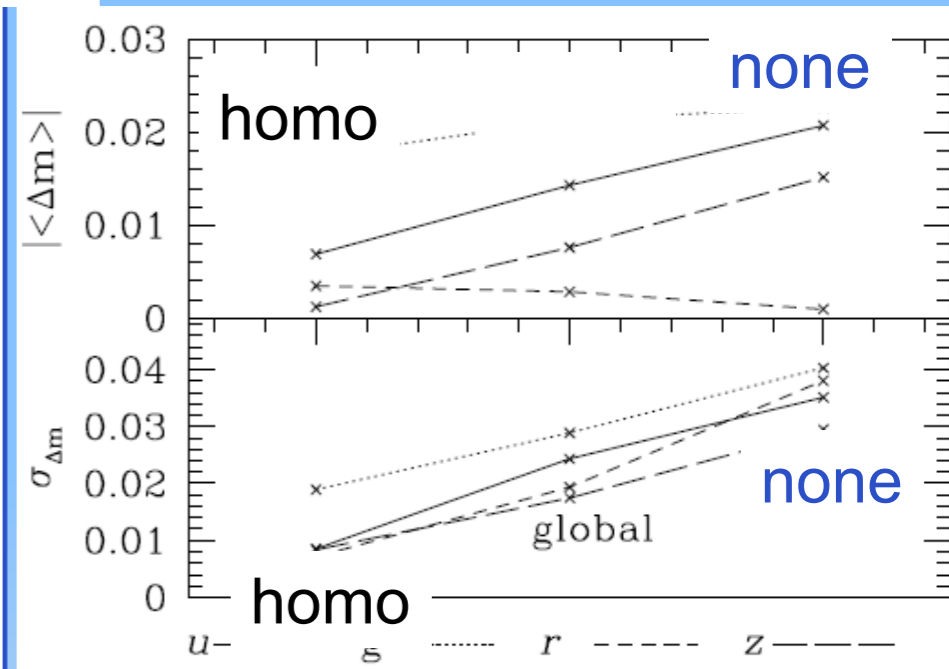 0.03
none
homo
0.02
|<Δm>|
0.01
0
0.04
0.03
σΔm
0.02
none
0.01
global
0
homo
u g r z